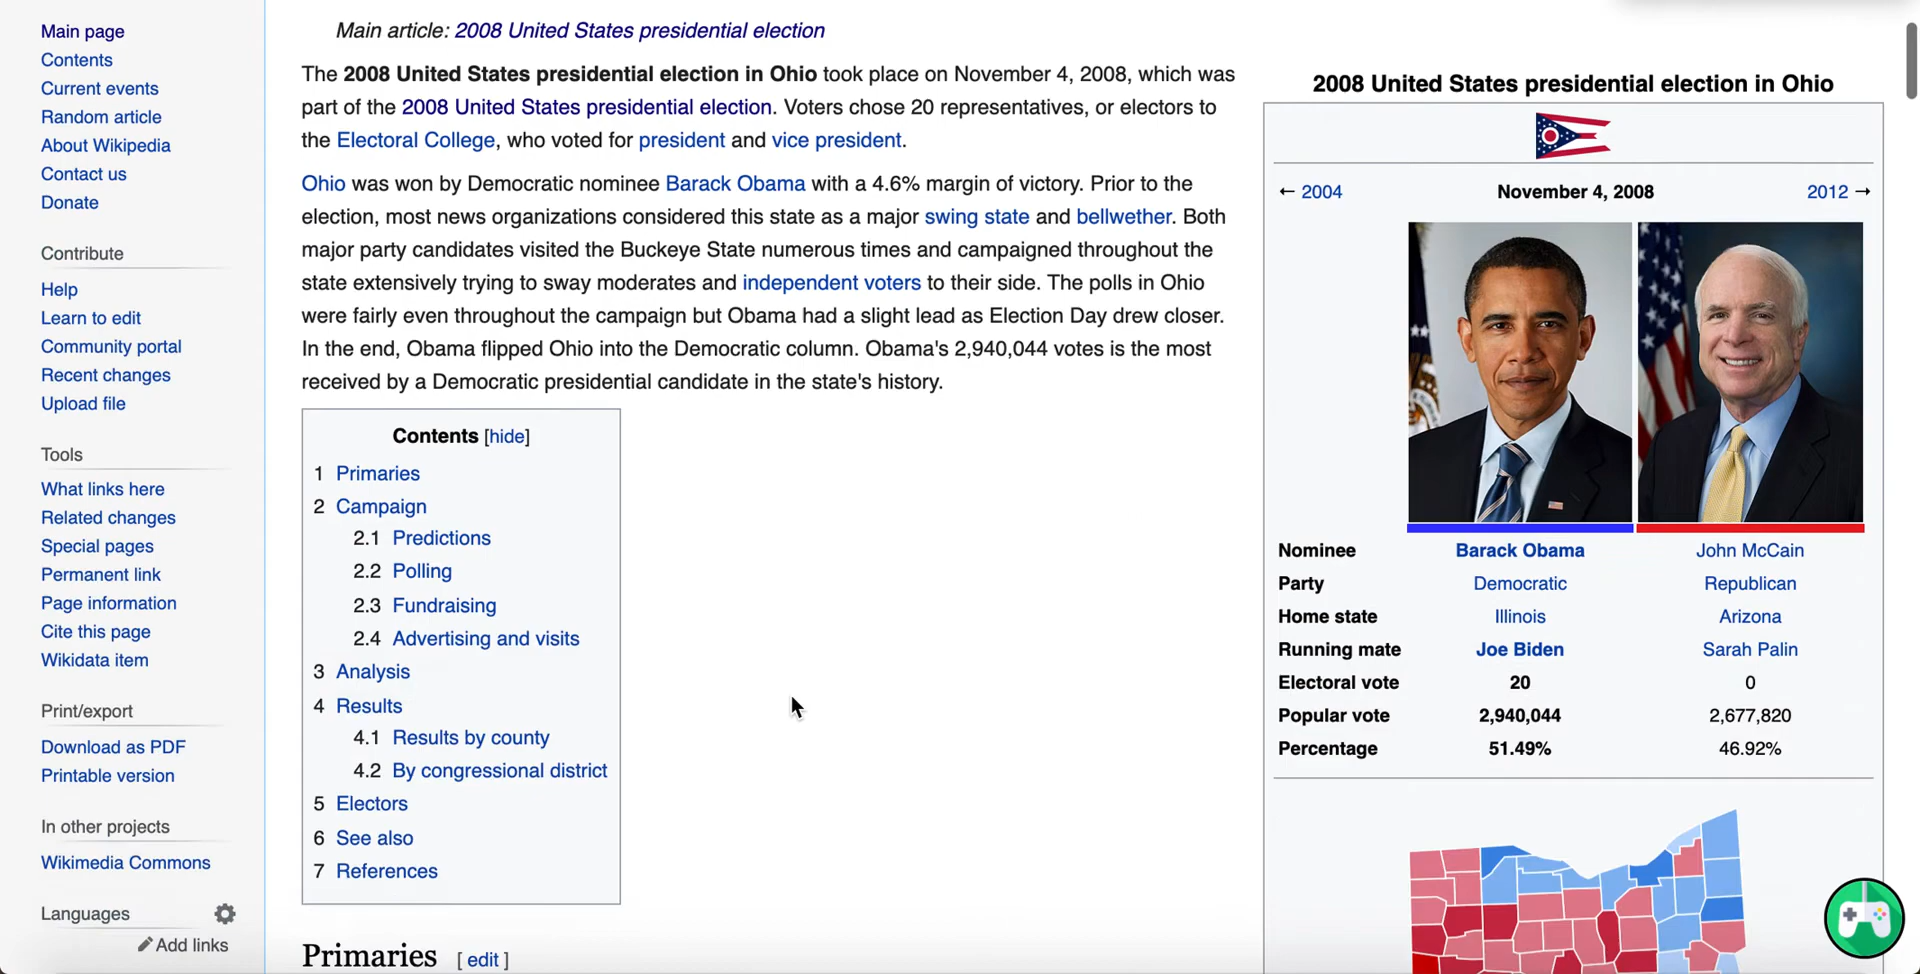 Main page
Contents
Current events
Random article
About Wikipedia
Contact us
Donate
Contribute
Help
Learn to edit
Community portal
Recent changes
Upload file
Tools
What links here
Related changes
Special pages
Permanent link
Page information
Cite this page
Wikidata item
Print/export
Download as PDF
Printable version
In other projects
Wikimedia Commons
Languages
Add links
Main article: 2008 United States presidential election
The 2008 United States presidential election in Ohio took place on November 4, 2008, which was
part of the 2008 United States presidential election. Voters chose 20 representatives, or electors to
the Electoral College, who voted for president and vice president.
Ohio was won by Democratic nominee Barack Obama with a 4.6% margin of victory. Prior to the
election, most news organizations considered this state as a major swing state and bellwether. Both
major party candidates visited the Buckeye State numerous times and campaigned throughout the
state extensively trying to sway moderates and independent voters to their side. The polls in Ohio
were fairly even throughout the campaign but Obama had a slight lead as Election Day drew closer.
In the end, Obama flipped Ohio into the Democratic column. Obama's 2,940,044 votes is the most
received by a Democratic presidential candidate in the state's history.
Contents [hide]
1 Primaries
2 Campaign
2.1 Predictions
2.2 Polling
2.3 Fundraising
2.4 Advertising and visits
3 Analysis
4 Results
4.1 Results by county
4.2 By congressional district
5 Electors
6 See also
7 References
Primaries [ edit ]
2008 United States presidential election in Ohio
← 2004 November 4, 2008 2012 →
Nominee Barack Obama John McCain
Party Democratic Republican
Home state Illinois Arizona
Running mate Joe Biden Sarah Palin
Electoral vote 20 0
Popular vote 2,940,044 2,677,820
Percentage 51.49% 46.92%